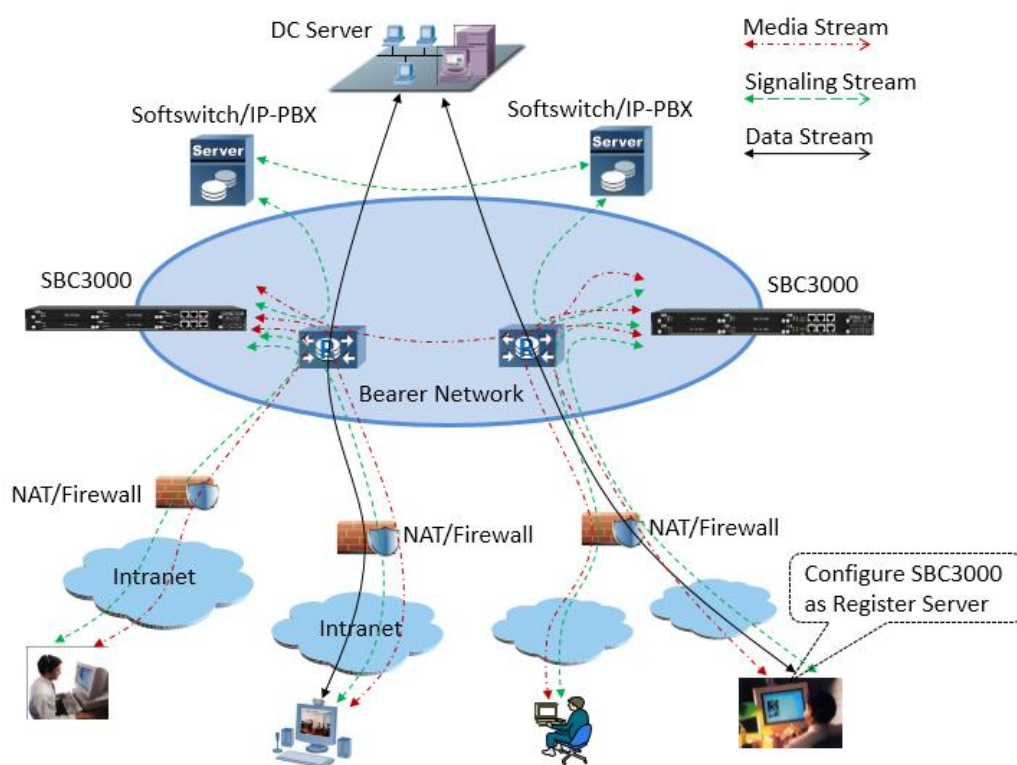 DC Server
Media Stream
Signaling Stream
Data Stream
Softswitch/IP-PBX
Softswitch/IP-PBX
Server
Server
SBC3000
SBC3000
R
R
Bearer Network
NAT/Firewall
NAT/Firewall
NAT/Firewall
Intranet
Intranet
Configure SBC3000
as Register Server